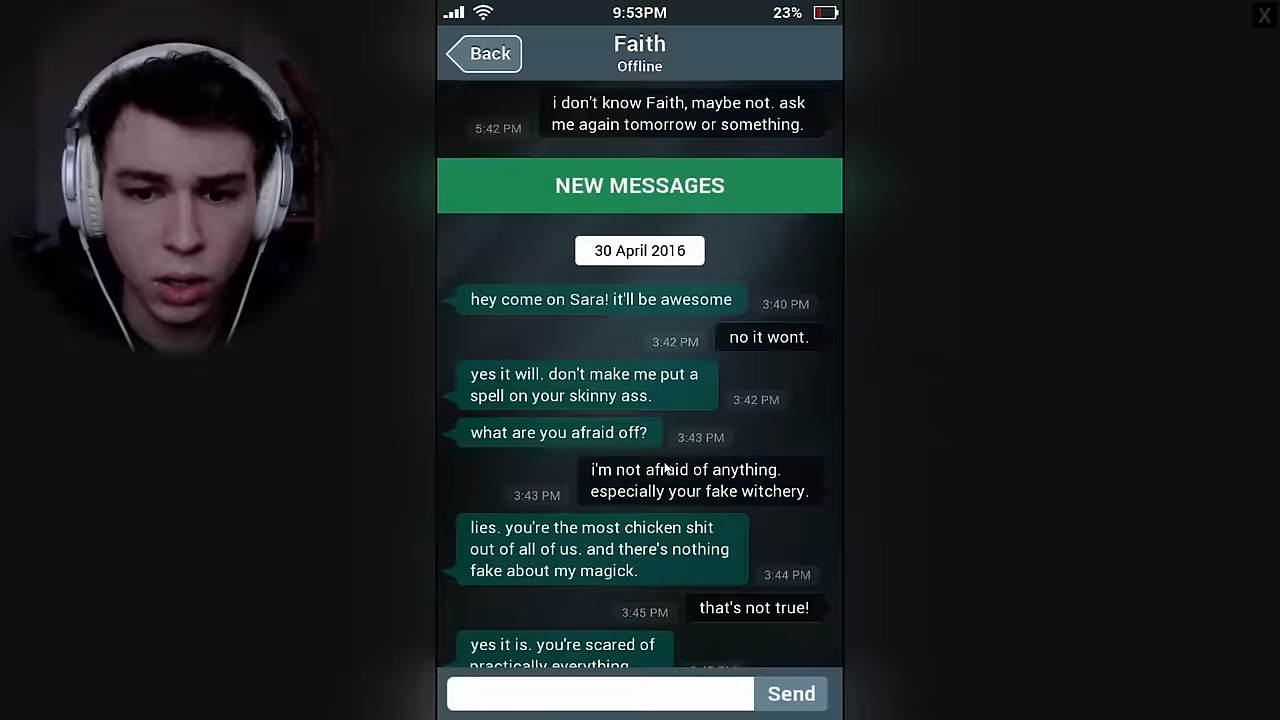 9:53PM
23%
X
Back
Faith
Offline
i don't know Faith, maybe not. ask
me again tomorrow or something.
5:42 PM
NEW MESSAGES
30 April 2016
hey come on Sara! it'll be awesome
3:40 PM
no it wont.
3:42 PM
yes it will. don't make me put a
spell on your skinny ass.
3:42 PM
what are you afraid off?
3:43 PM
i'm not afraid of anything.
especially your fake witchery.
3:43 PM
lies. you're the most chicken shit
out of all of us. and there's nothing
fake about my magick.
3:44 PM
that's not true!
3:45 PM
yes it is. you're scared of
practically everything
Send